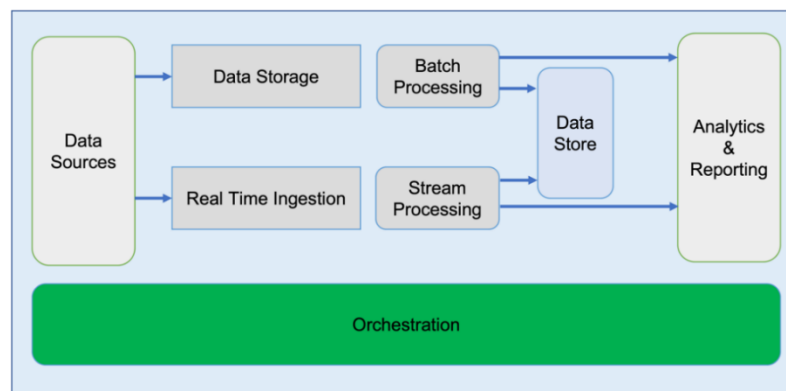 Data
Sources
Data Storage
Batch
Processing
Real Time Ingestion
Stream
Processing
Data
Store
Analytics
&
Reporting
Orchestration